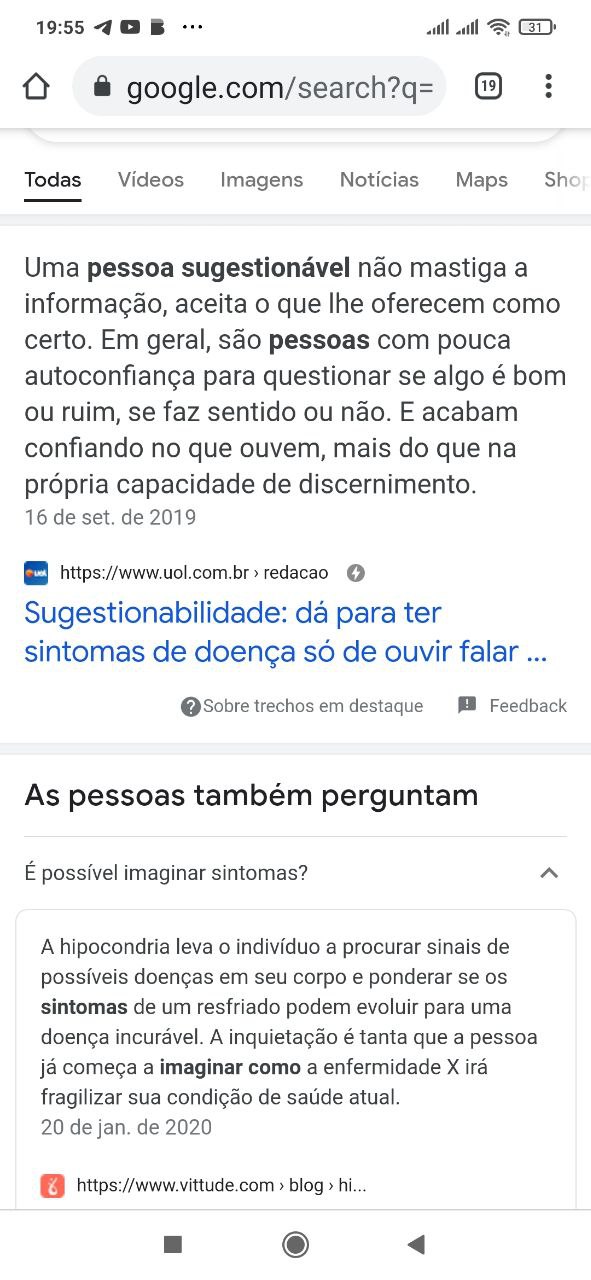 19:55
31
google.com/search?q=
19
Todas Vídeos Imagens Notícias Maps Shop
Uma pessoa sugestionável não mastiga a
informação, aceita o que lhe oferecem como
certo. Em geral, são pessoas com pouca
autoconfiança para questionar se algo é bom
ou ruim, se faz sentido ou não. E acabam
confiando no que ouvem, mais do que na
própria capacidade de discernimento.
16 de set. de 2019
uol https://www.uol.com.br › redacao
Sugestionabilidade: dá para ter
sintomas de doença só de ouvir falar ...
Sobre trechos em destaque Feedback
As pessoas também perguntam
É possível imaginar sintomas?
A hipocondria leva o indivíduo a procurar sinais de
possíveis doenças em seu corpo e ponderar se os
sintomas de um resfriado podem evoluir para uma
doença incurável. A inquietação é tanta que a pessoa
já começa a imaginar como a enfermidade X irá
fragilizar sua condição de saúde atual.
20 de jan. de 2020
https://www.vittude.com › blog › hi...